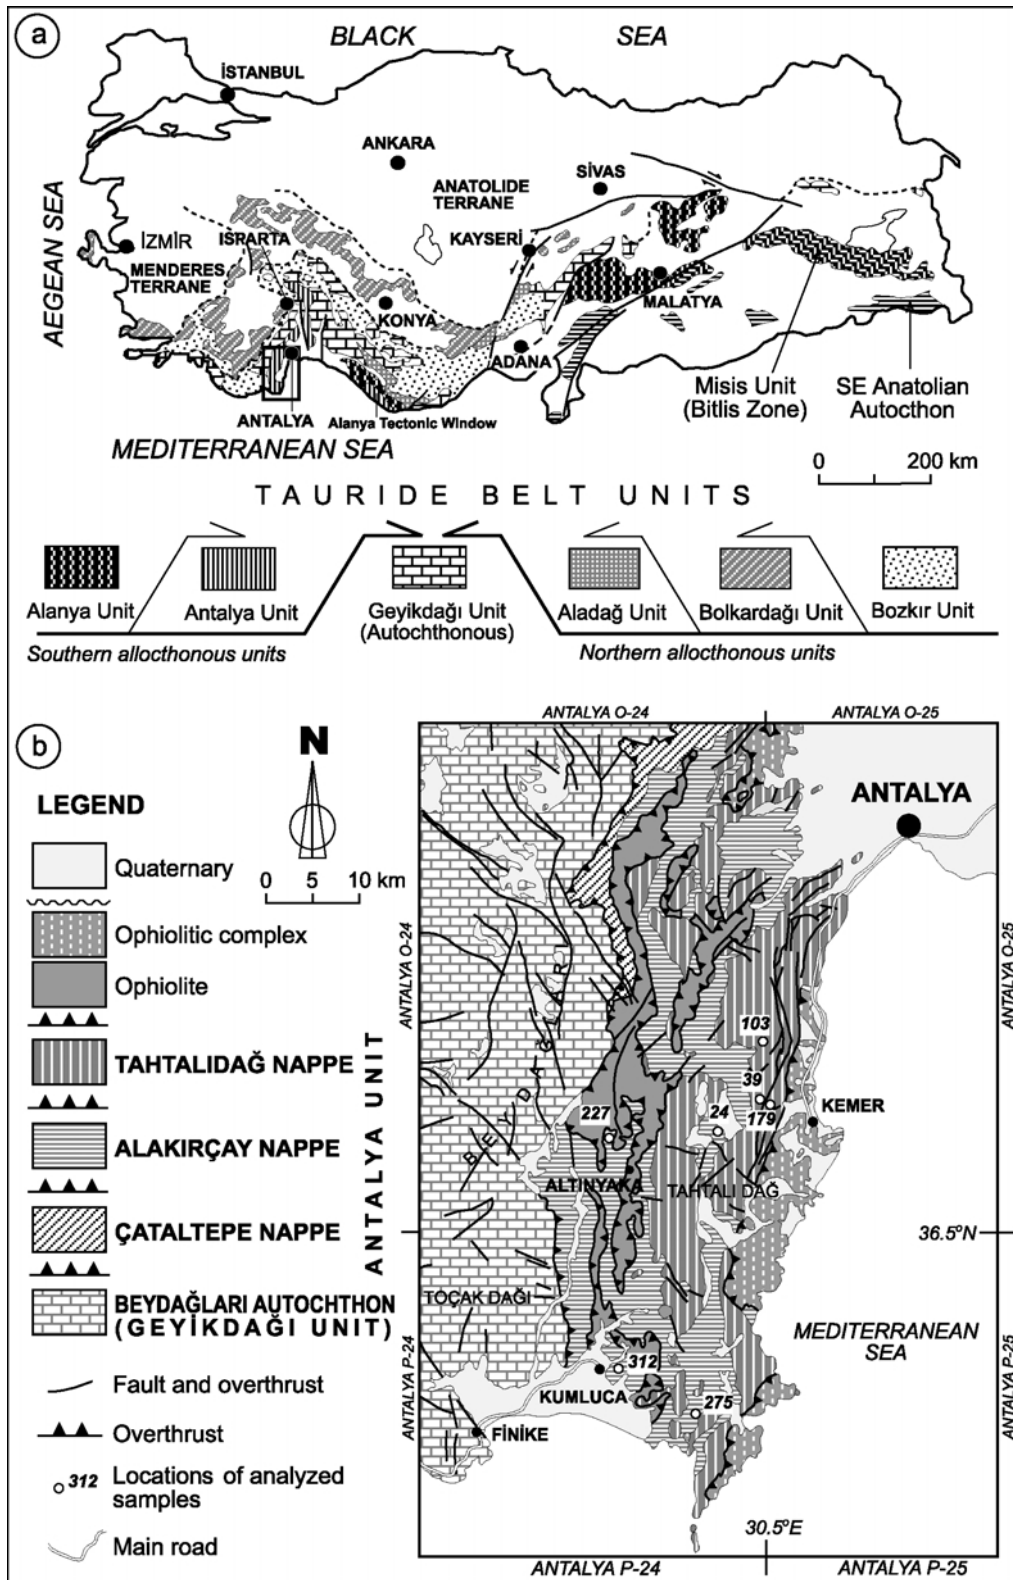 a
BLACK SEA
İSTANBUL
ANKARA
SİVAS
ANATOLIDE
TERRANE
AEGEAN SEA
İZMİR
ISRARTA
KAYSERİ
MENDERES
TERRANE
KONYA
MALATYA
ADANA
Misis Unit
(Bitlis Zone)
SE Anatolian
Autocthon
ANTALYA
Alanya Tectonic Window
MEDITERRANEAN SEA
0 200 km
TAURIDE BELT UNITS
Alanya Unit
Antalya Unit
Geyikdağı Unit
(Autochthonous)
Aladağ Unit
Bolkardağı Unit
Bozkır Unit
Southern allocthonous units
Northern allocthonous units
b
N
0 5 10 km
LEGEND
Quaternary
Ophiolitic complex
Ophiolite
TAHTALIDAĞ NAPPE
ALAKIRÇAY NAPPE
ÇATALTEPE NAPPE
BEYDAĞLARI AUTOCHTHON
(GEYİKDAĞI UNIT)
ANTALYA UNIT
Fault and overthrust
Overthrust
312 Locations of analyzed
samples
Main road
ANTALYA O-24
ANTALYA O-25
ANTALYA O-24
ANTALYA O-25
ANTALYA
BEYDAĞLARI
103
39
24
179
KEMER
227
ALTINYAKA
TAHTALI DAĞ
36.5°N
TOÇAK DAĞI
MEDITERRANEAN
SEA
312
KUMLUCA
275
FİNİKE
ANTALYA P-24
ANTALYA P-25
30.5°E
ANTALYA P-24
ANTALYA P-25